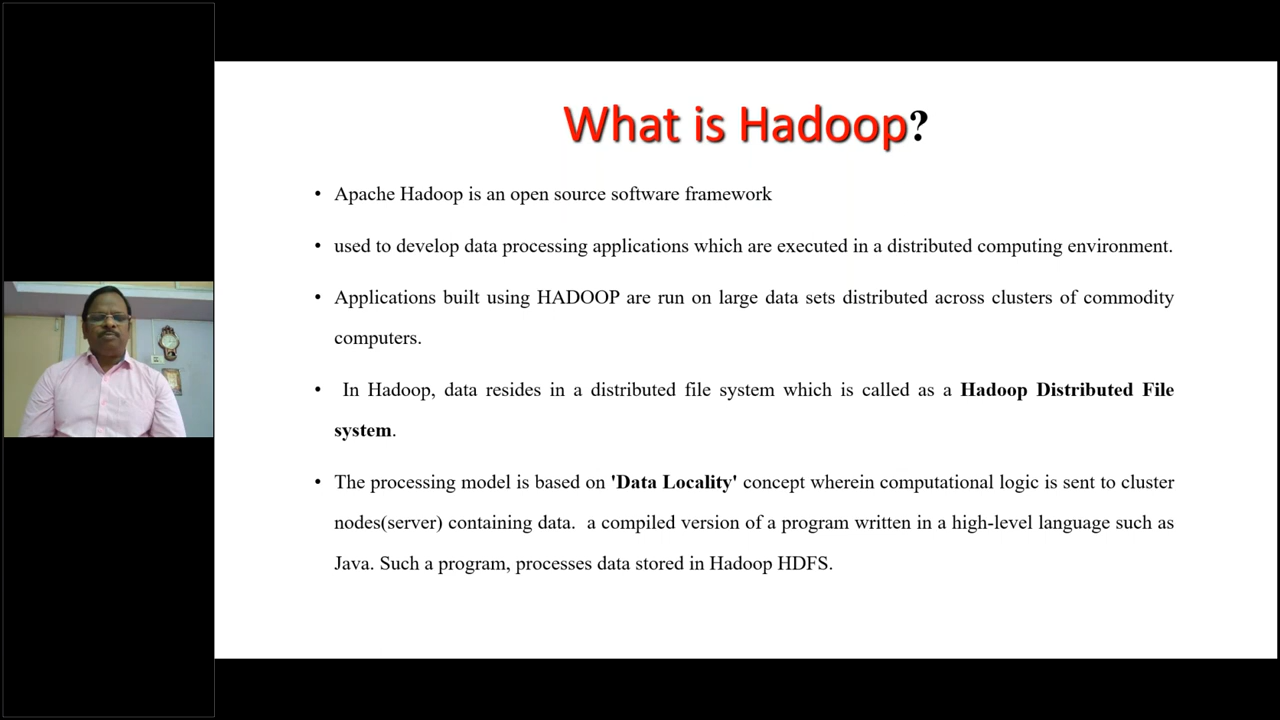 What is Hadoop?
• Apache Hadoop is an open source software framework
• used to develop data processing applications which are executed in a distributed computing environment.
• Applications built using HADOOP are run on large data sets distributed across clusters of commodity
computers.
• In Hadoop, data resides in a distributed file system which is called as a Hadoop Distributed File
system.
• The processing model is based on 'Data Locality' concept wherein computational logic is sent to cluster
nodes(server) containing data.  a compiled version of a program written in a high-level language such as
Java. Such a program, processes data stored in Hadoop HDFS.